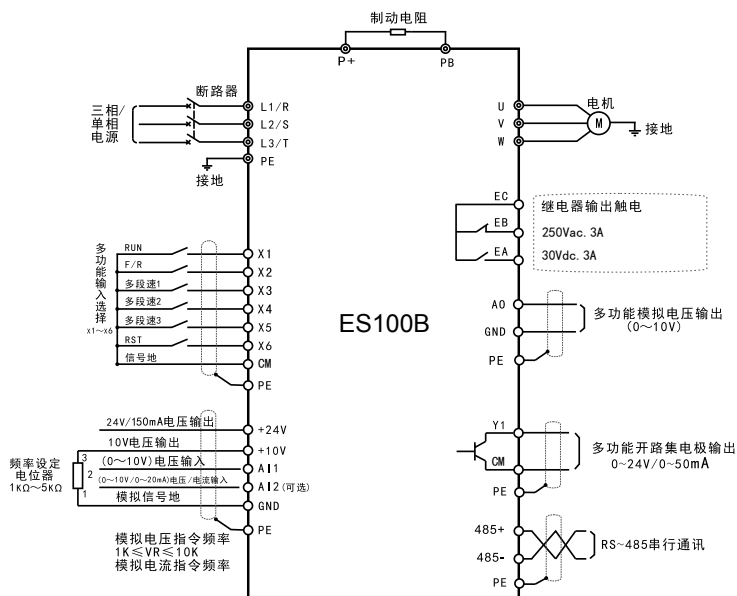 制动电阻
P+
PB
断路器
三相/
单相
电源
L1/R
L2/S
L3/T
PE
接地
U
V
W
电机
M
接地
EC
EB
EA
继电器输出触电
250Vac. 3A
30Vdc. 3A
多功能输入选择
x1~x6
RUN
X1
F/R
X2
多段速1
X3
多段速2
X4
多段速3
X5
RST
X6
信号地
CM
PE
ES100B
AO
GND
PE
多功能模拟电压输出
(0~10V)
24V/150mA电压输出
+24V
10V电压输出
+10V
(0~10V)电压输入
AI1
(0~10V/0~20mA)电压/电流输入
AI2(可选)
模拟信号地
GND
PE
频率设定
电位器
1KΩ~5KΩ
3
2
1
模拟电压指令频率
1K≤VR≤10K
模拟电流指令频率
Y1
CM
PE
多功能开路集电极输出
0~24V/0~50mA
485+
485-
PE
RS~485串行通讯